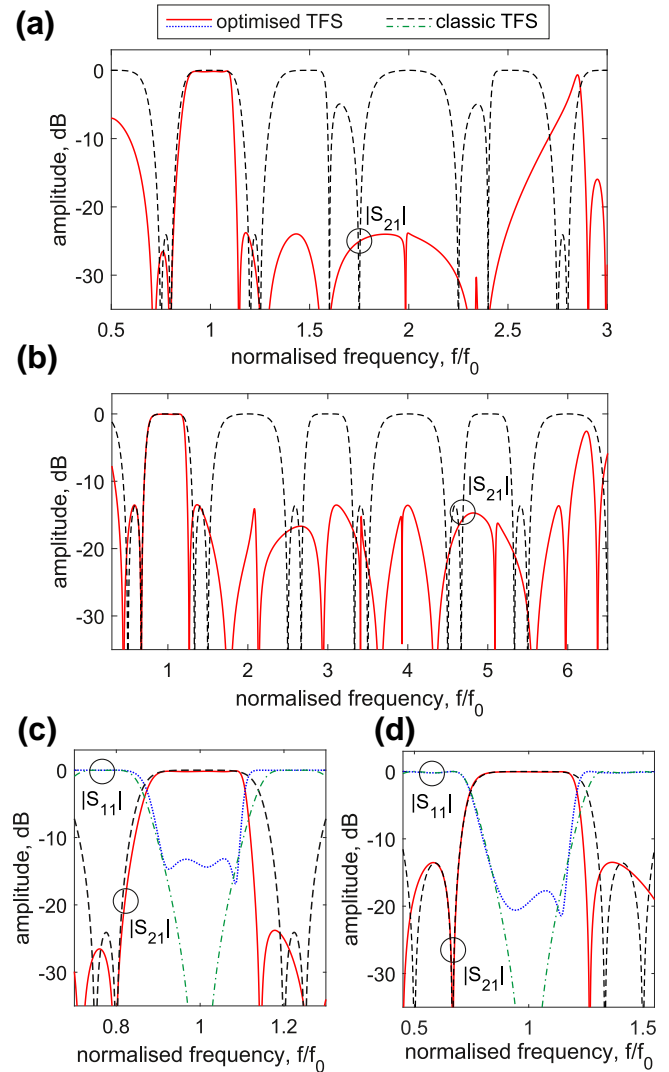 (a)
optimised TFS classic TFS
0
-10
-20
-30
amplitude, dB
|S21|
0.5 1 1.5 2 2.5 3
normalised frequency, f/f0
(b)
0
-10
-20
-30
amplitude, dB
|S21|
1 2 3 4 5 6
normalised frequency, f/f0
(c)
0
-10
-20
-30
amplitude, dB
|S11|
|S21|
0.8 1 1.2
normalised frequency, f/f0
(d)
0
-10
-20
-30
amplitude, dB
|S11|
|S21|
0.5 1 1.5
normalised frequency, f/f0